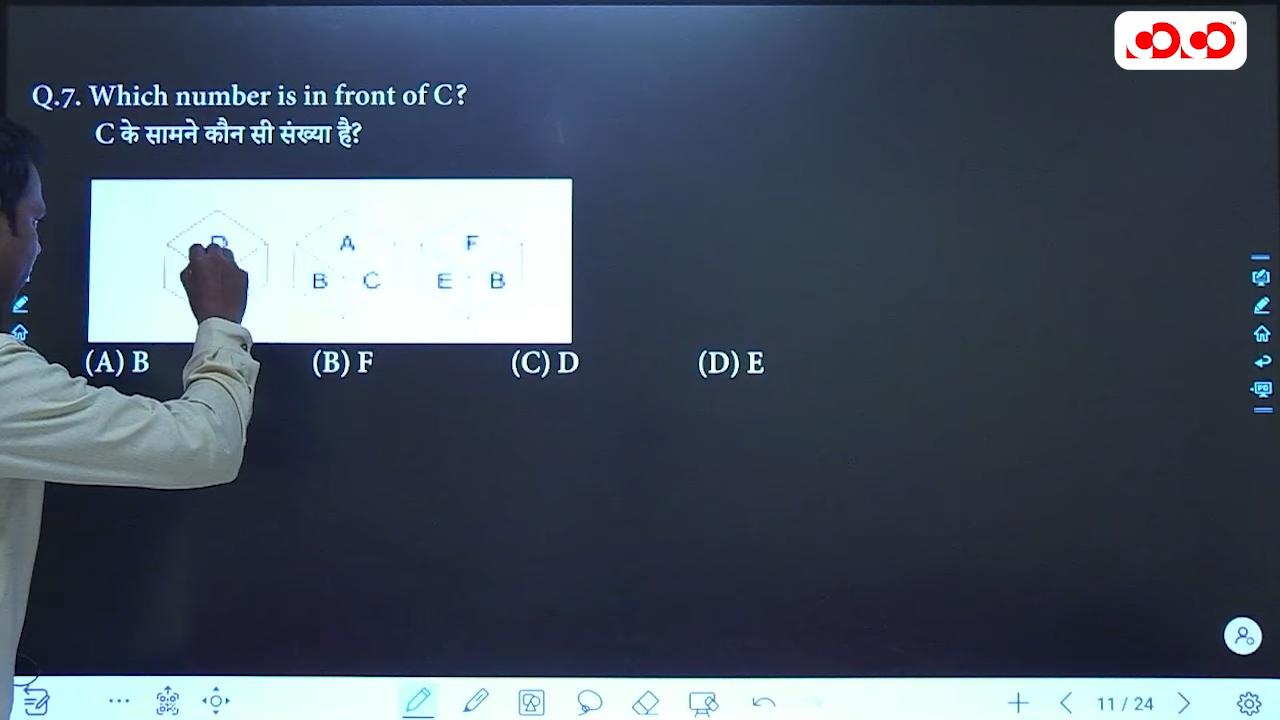 Q.7. Which number is in front of C?
C के सामने कौन सी संख्या है?
A
F
B C
E B
(A) B (B) F (C) D (D) E
11 / 24